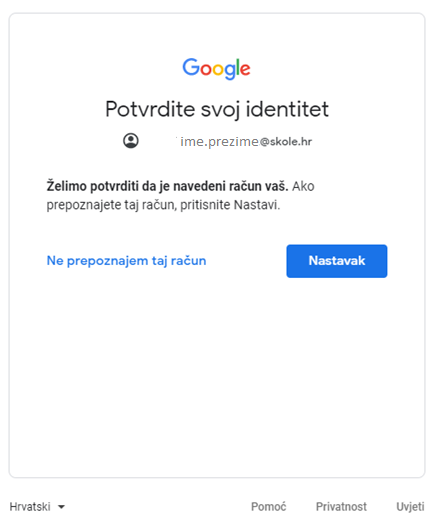 Google
Potvrdite svoj identitet
ime.prezime@skole.hr
Želimo potvrditi da je navedeni račun vaš. Ako
prepoznajete taj račun, pritisnite Nastavi.
Ne prepoznajem taj račun
Nastavak
Hrvatski
Pomoć
Privatnost
Uvjeti